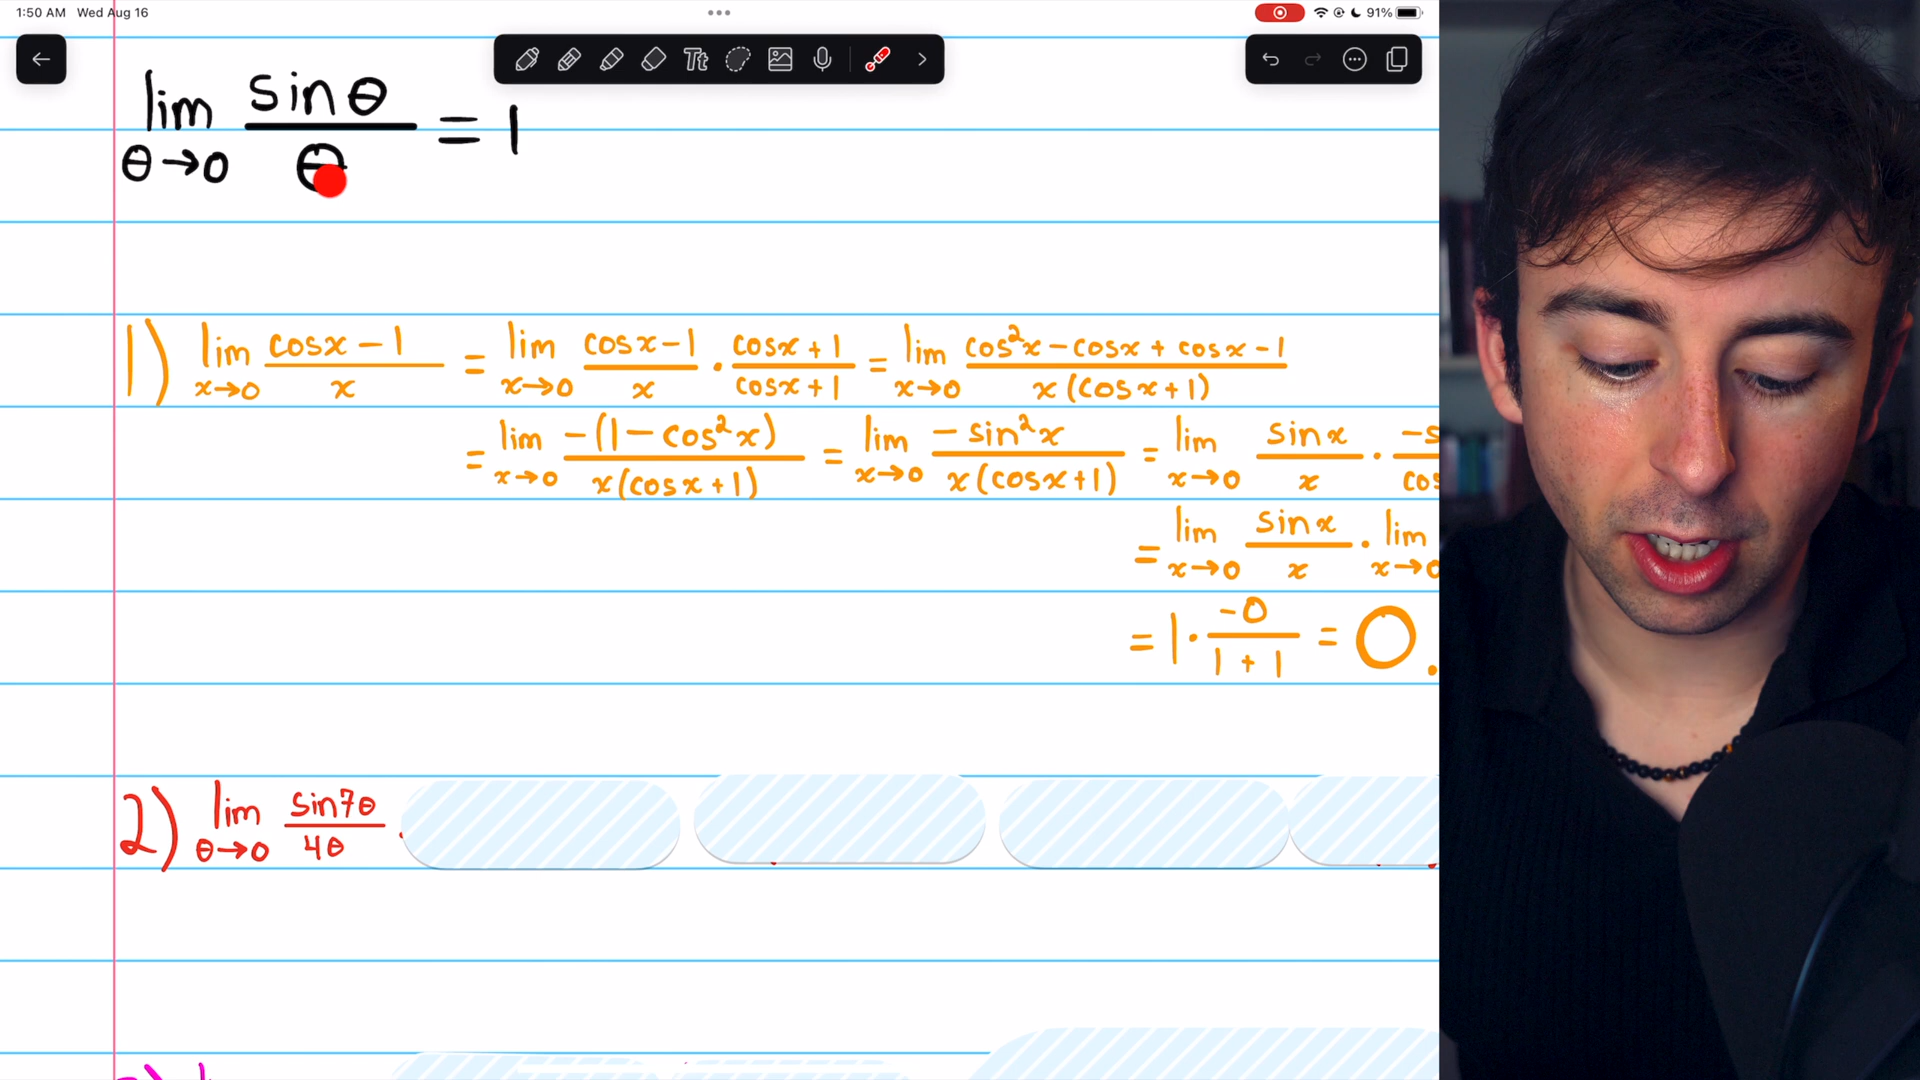 1:50 AM Wed Aug 16
91%
Tt
lim θ→0 sinθ/θ = 1
1) lim x→0 cosx-1/x = lim x→0 cosx-1/x · cosx+1/cosx+1 = lim x→0 cos²x-cosx+cosx-1/x(cosx+1)
= lim x→0 -(1-cos²x)/x(cosx+1) = lim x→0 -sin²x/x(cosx+1) = lim x→0 sinx/x · -s/cos
= lim x→0 sinx/x · lim x→0
= 1 · -0/1+1 = 0.
2) lim θ→0 sin7θ/4θ